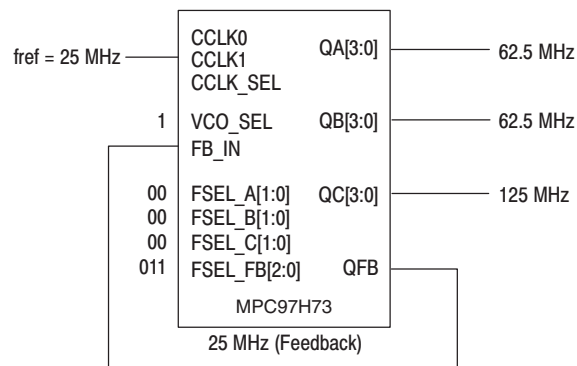 CCLK0
fref = 25 MHz
CCLK1
CCLK_SEL
QA[3:0]
62.5 MHz
1
VCO_SEL
QB[3:0]
62.5 MHz
FB_IN
00
FSEL_A[1:0]
QC[3:0]
125 MHz
00
FSEL_B[1:0]
00
FSEL_C[1:0]
011
FSEL_FB[2:0]
QFB
MPC97H73
25 MHz (Feedback)